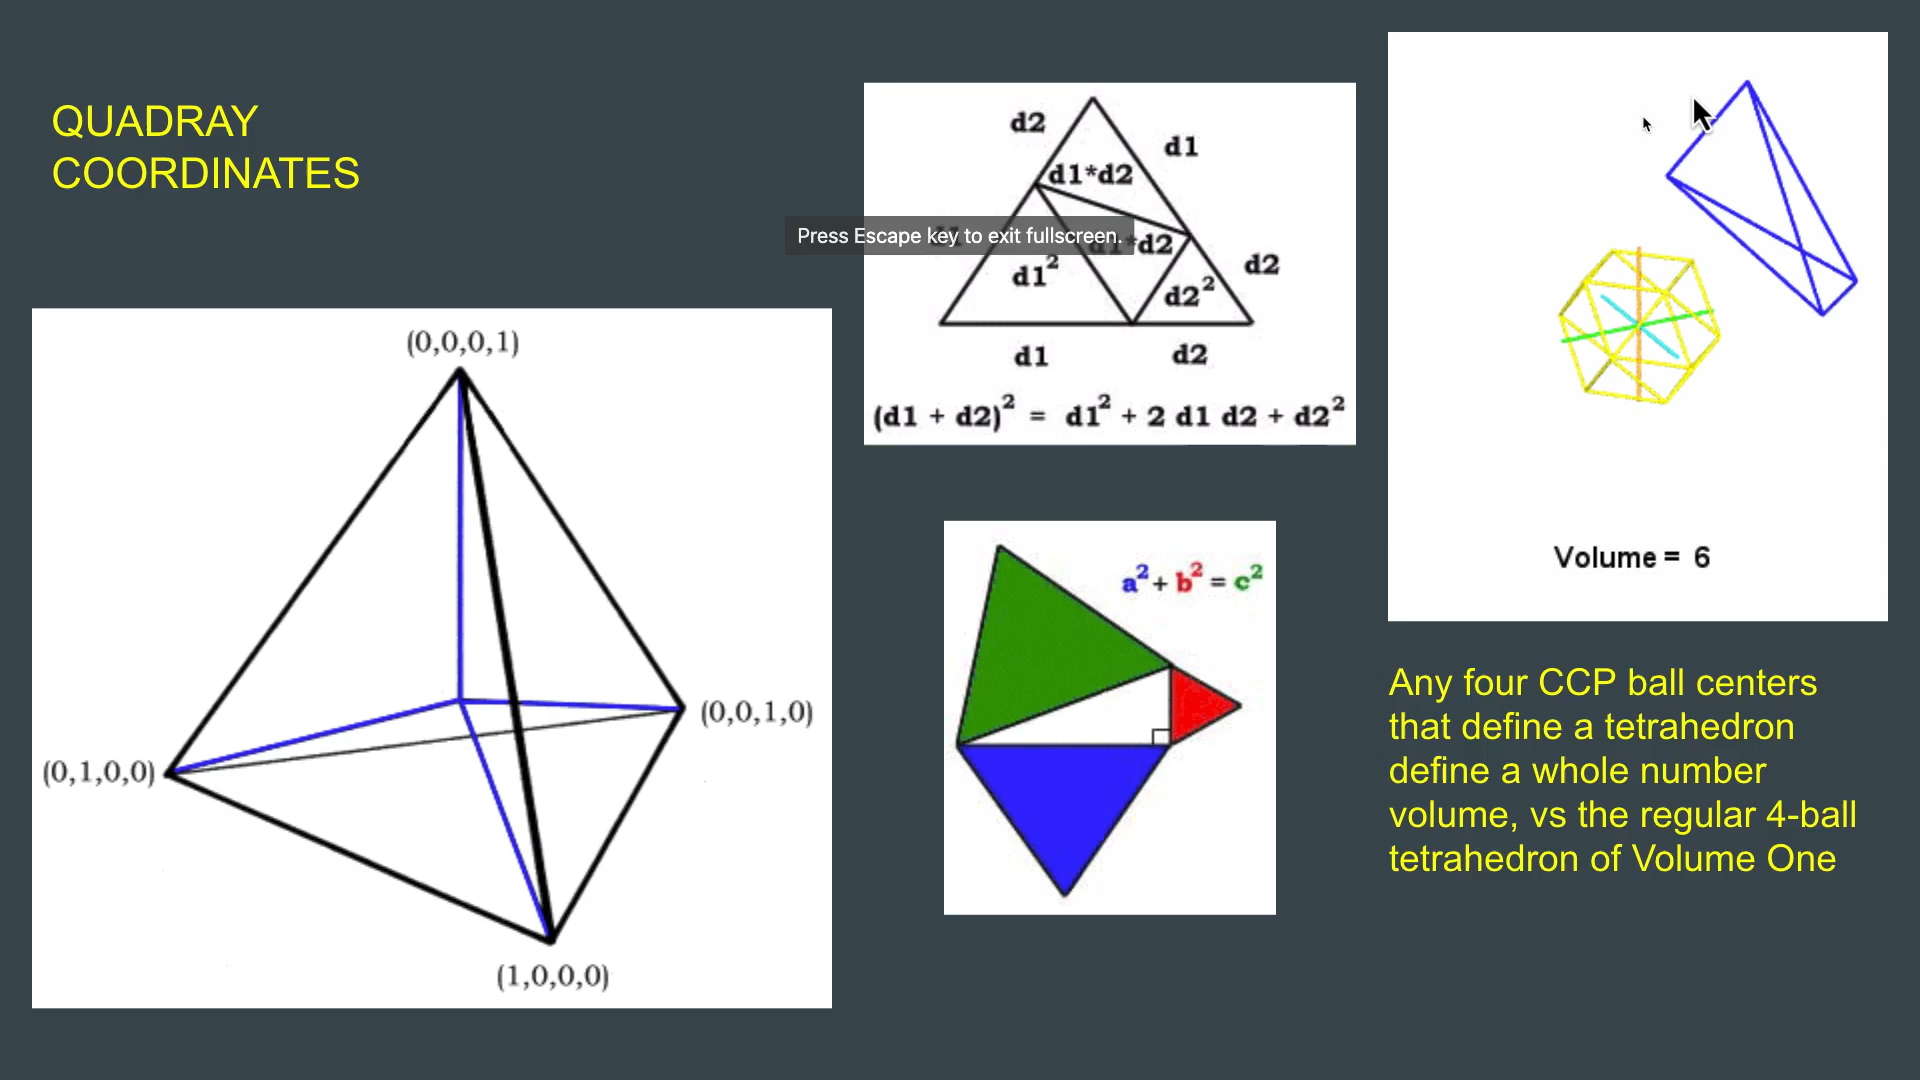 QUADRAY
COORDINATES
(0,0,0,1)
(0,0,1,0)
(0,1,0,0)
(1,0,0,0)
d2
d1
d1*d2
Press Escape key to exit fullscreen.
d1
d1*d2
d1²
d2
d2²
d1
d2
(d1 + d2)² = d1² + 2 d1 d2 + d2²
a² + b² = c²
Volume = 6
Any four CCP ball centers
that define a tetrahedron
define a whole number
volume, vs the regular 4-ball
tetrahedron of Volume One